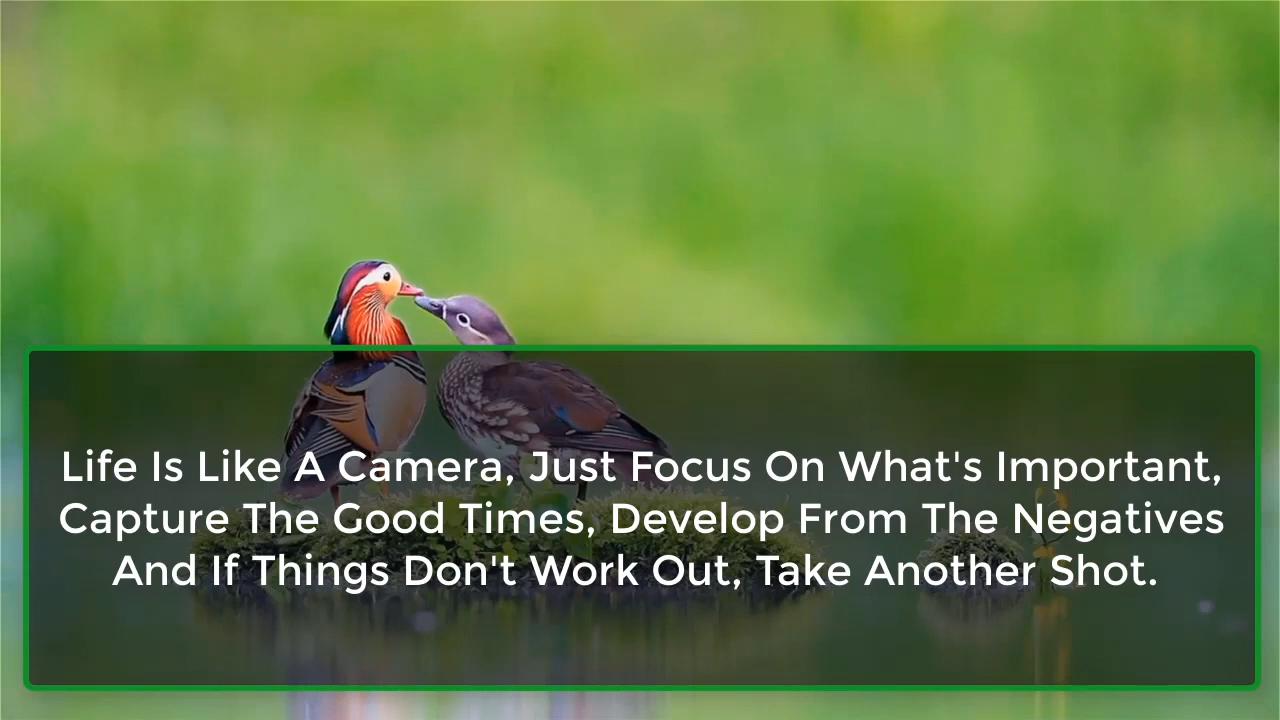 Life Is Like A Camera, Just Focus On What's Important,
Capture The Good Times, Develop From The Negatives
And If Things Don't Work Out, Take Another Shot.